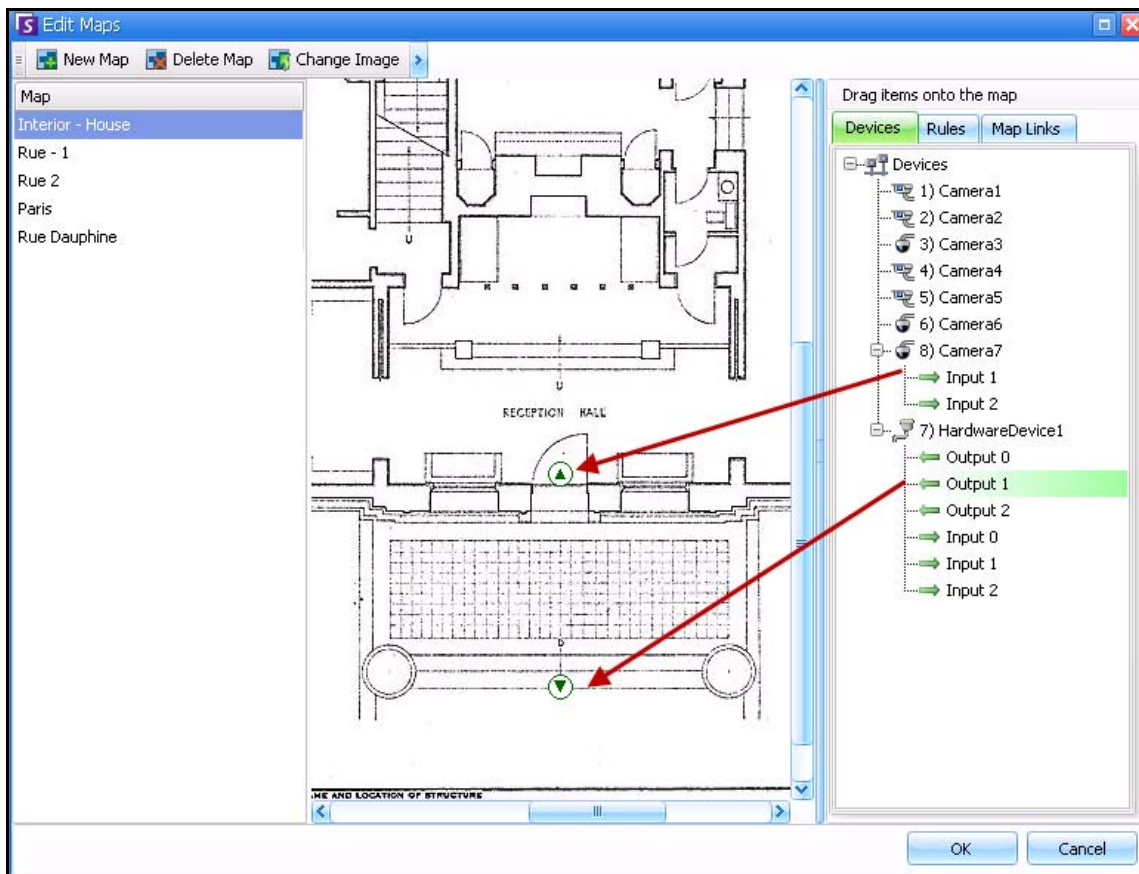 Edit Maps
New Map Delete Map Change Image
Map
Interior - House
Rue - 1
Rue 2
Paris
Rue Dauphine
U
U
RECEPTION HALL
D
ME AND LOCATION OF STRUCTURE
Drag items onto the map
Devices Rules Map Links
Devices
1) Camera1
2) Camera2
3) Camera3
4) Camera4
5) Camera5
6) Camera6
8) Camera7
Input 1
Input 2
7) HardwareDevice1
Output 0
Output 1
Output 2
Input 0
Input 1
Input 2
OK Cancel